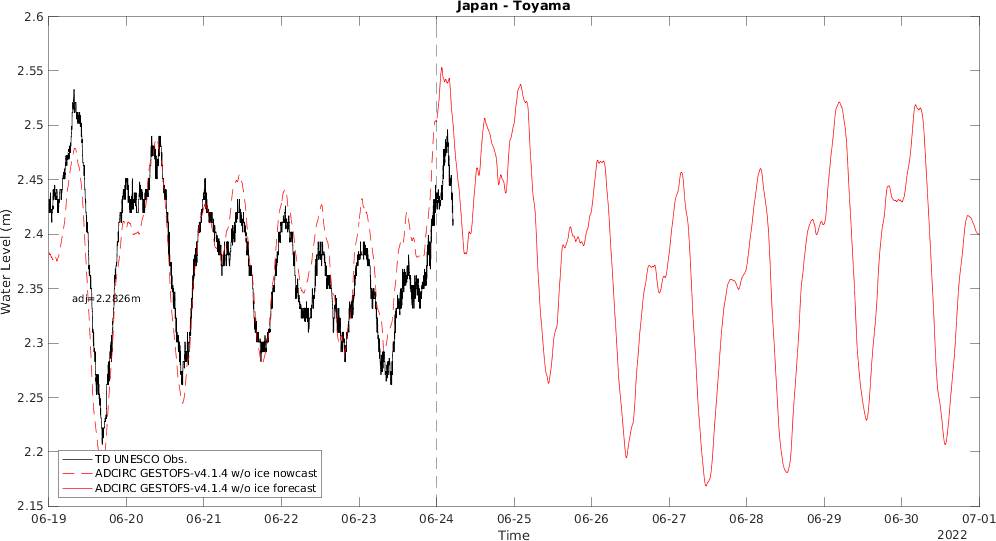 Japan - Toyama
2.6
2.55
2.5
2.45
2.4
2.35
2.3
2.25
2.2
2.15
Water Level (m)
adj=2.2826m
TD UNESCO Obs.
ADCIRC GESTOFS-v4.1.4 w/o ice nowcast
ADCIRC GESTOFS-v4.1.4 w/o ice forecast
06-19 06-20 06-21 06-22 06-23 06-24 06-25 06-26 06-27 06-28 06-29 06-30 07-01
Time
2022